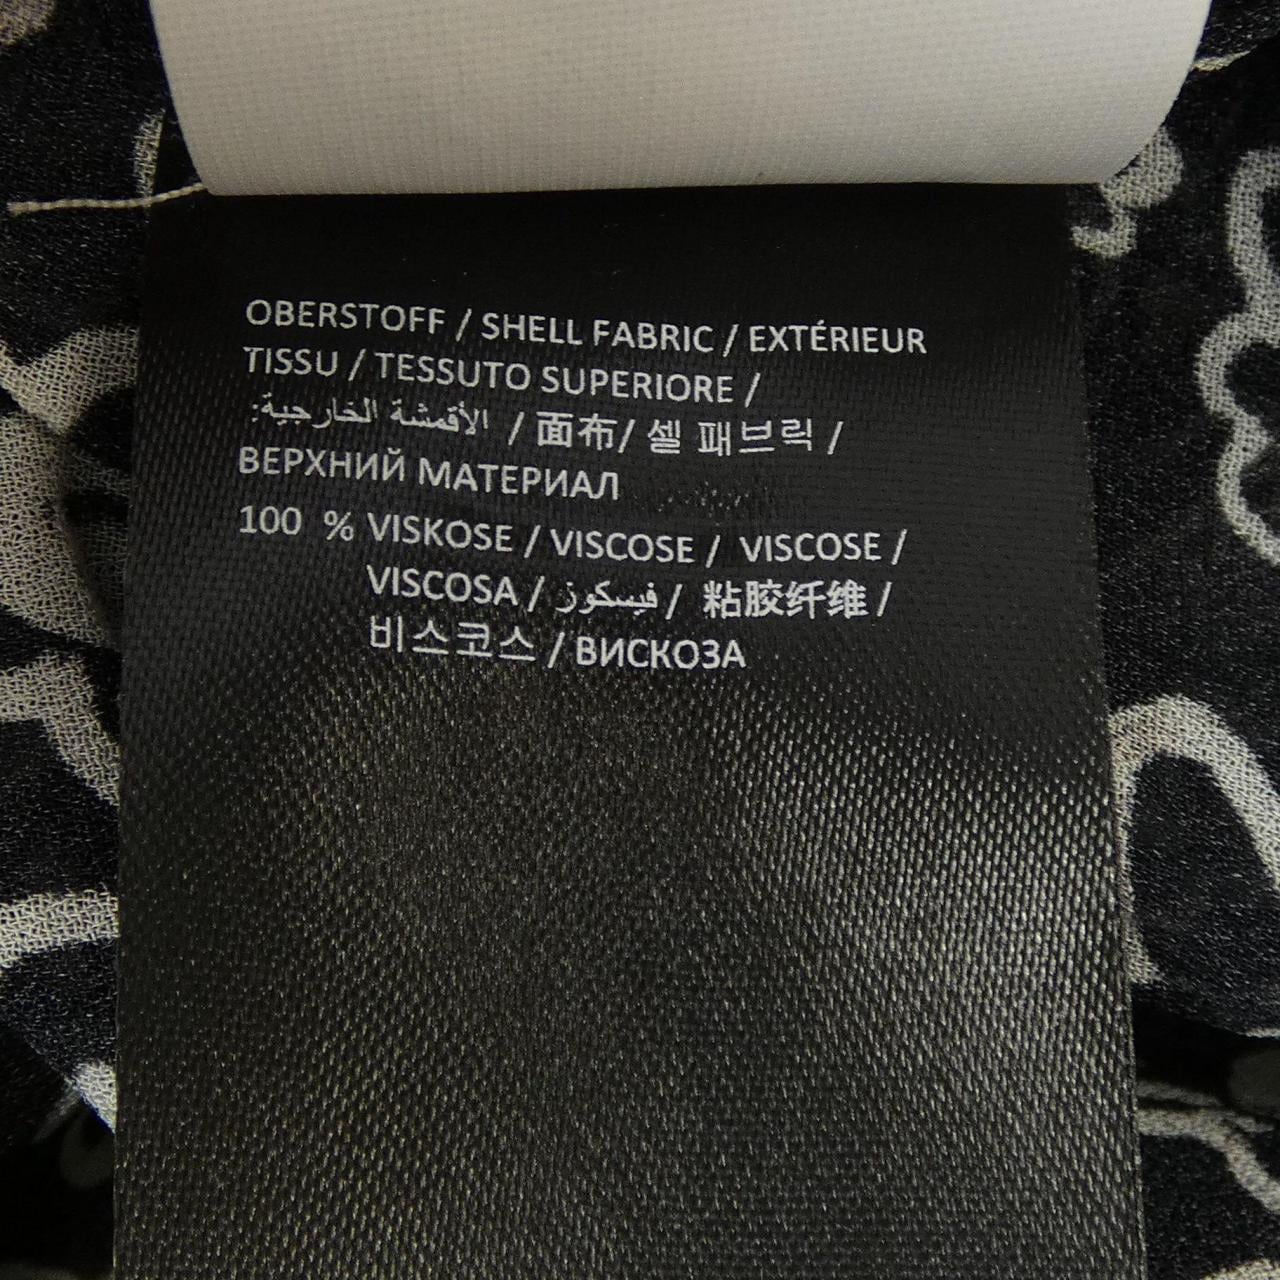 OBERSTOFF / SHELL FABRIC / EXTÉRIEUR
TISSU / TESSUTO SUPERIORE /
الأقمشة الخارجية: / 面布/ 셀 패브릭 /
ВЕРХНИЙ МАТЕРИАЛ
100 % VISKOSE / VISCOSE / VISCOSE /
VISCOSA / فيسكوز / 粘胶纤维 /
비스코스 / ВИСКОЗА